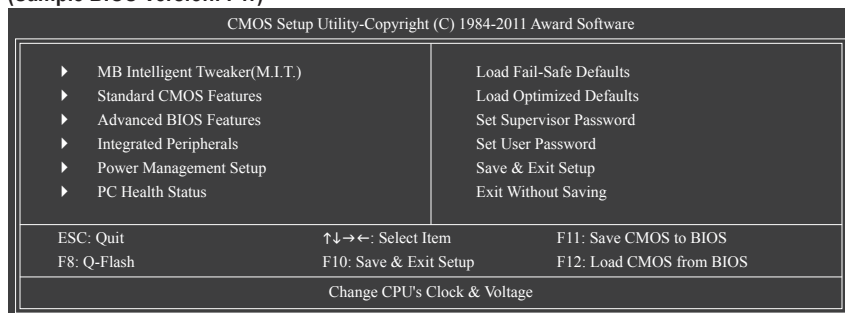 (Sample BIOS Version: F1f)
CMOS Setup Utility-Copyright (C) 1984-2011 Award Software
MB Intelligent Tweaker(M.I.T.)
Standard CMOS Features
Advanced BIOS Features
Integrated Peripherals
Power Management Setup
PC Health Status
Load Fail-Safe Defaults
Load Optimized Defaults
Set Supervisor Password
Set User Password
Save & Exit Setup
Exit Without Saving
ESC: Quit
↑↓→←: Select Item
F11: Save CMOS to BIOS
F8: Q-Flash
F10: Save & Exit Setup
F12: Load CMOS from BIOS
Change CPU's Clock & Voltage